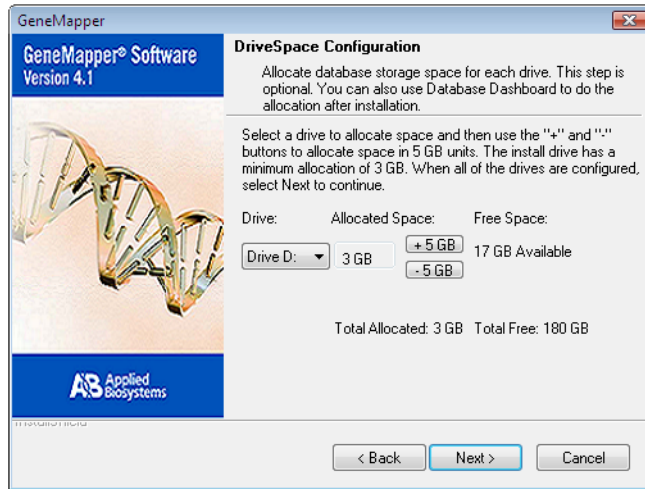 GeneMapper
GeneMapper® Software
Version 4.1
DriveSpace Configuration
Allocate database storage space for each drive. This step is
optional. You can also use Database Dashboard to do the
allocation after installation.
Select a drive to allocate space and then use the "+" and "-"
buttons to allocate space in 5 GB units. The install drive has a
minimum allocation of 3 GB. When all of the drives are configured,
select Next to continue.
Drive: Allocated Space: Free Space:
Drive D: 3 GB + 5 GB 17 GB Available
- 5 GB
Total Allocated: 3 GB Total Free: 180 GB
AB Applied
Biosystems
InstallShield
< Back Next > Cancel